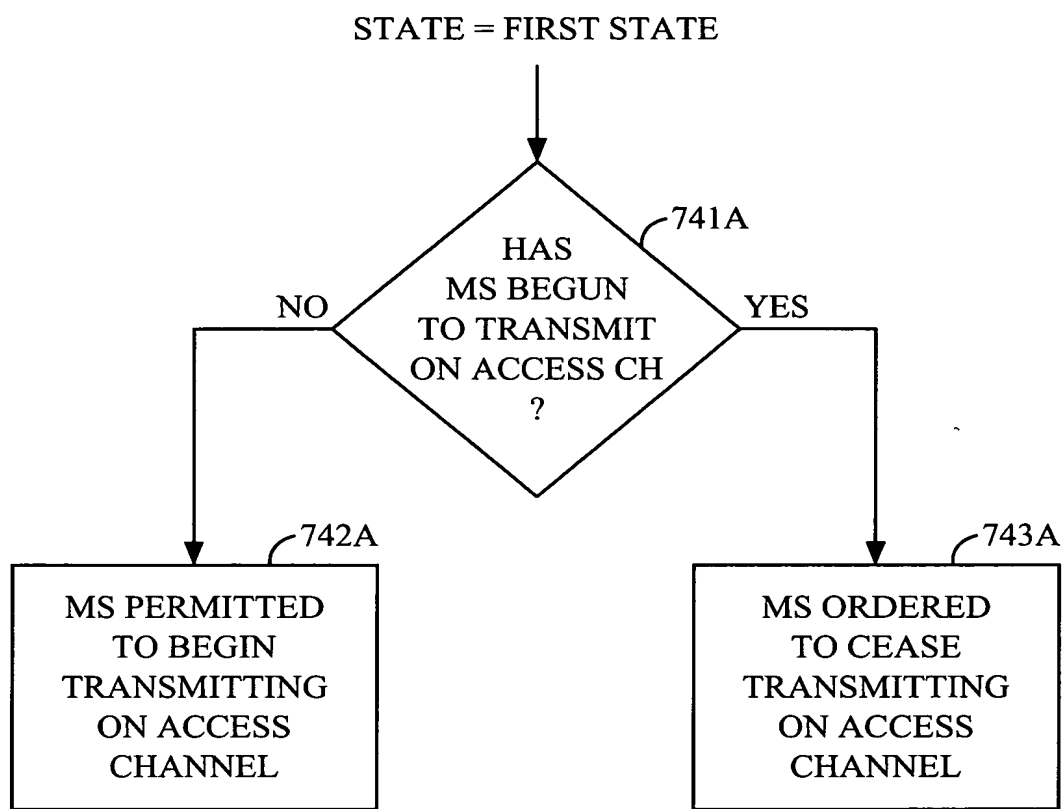 STATE = FIRST STATE
741A
HAS
MS BEGUN
TO TRANSMIT
ON ACCESS CH
?
NO
YES
742A
MS PERMITTED
TO BEGIN
TRANSMITTING
ON ACCESS
CHANNEL
743A
MS ORDERED
TO CEASE
TRANSMITTING
ON ACCESS
CHANNEL